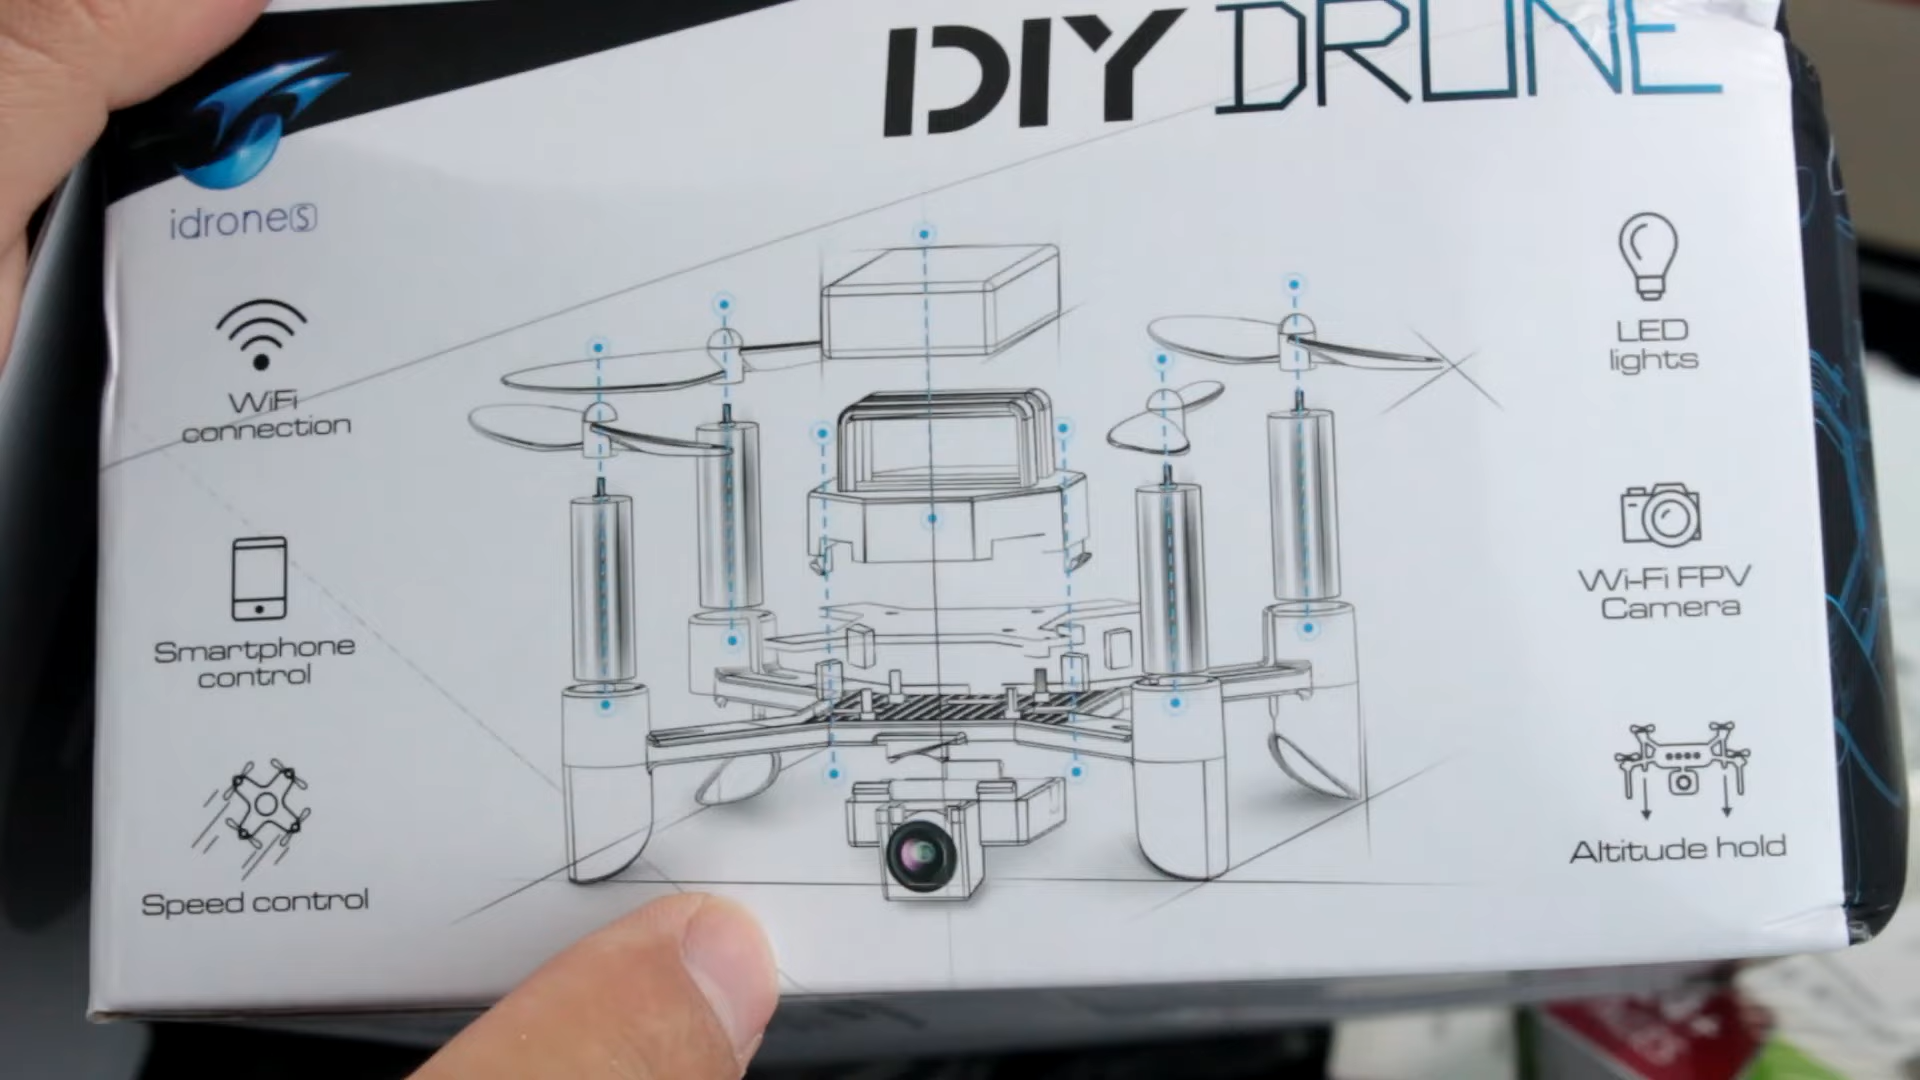 DIY DRONE
idrones
WiFi
connection
Smartphone
control
Speed control
LED
lights
Wi-Fi FPV
Camera
Altitude hold